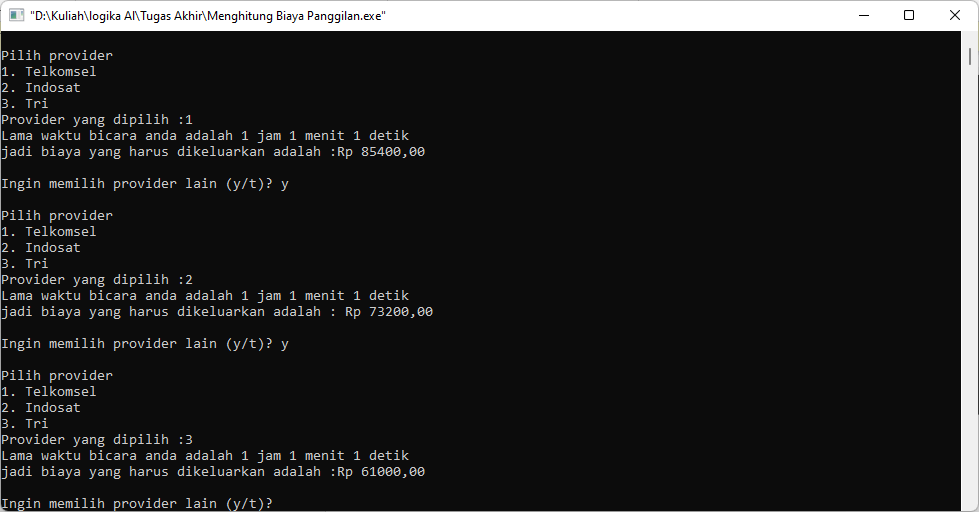 "D:\Kuliah\logika Al\Tugas Akhir\Menghitung Biaya Panggilan.exe"
Pilih provider
1. Telkomsel
2. Indosat
3. Tri
Provider yang dipilih :1
Lama waktu bicara anda adalah 1 jam 1 menit 1 detik
jadi biaya yang harus dikeluarkan adalah :Rp 85400,00
Ingin memilih provider lain (y/t)? y
Pilih provider
1. Telkomsel
2. Indosat
3. Tri
Provider yang dipilih :2
Lama waktu bicara anda adalah 1 jam 1 menit 1 detik
jadi biaya yang harus dikeluarkan adalah : Rp 73200,00
Ingin memilih provider lain (y/t)? y
Pilih provider
1. Telkomsel
2. Indosat
3. Tri
Provider yang dipilih :3
Lama waktu bicara anda adalah 1 jam 1 menit 1 detik
jadi biaya yang harus dikeluarkan adalah :Rp 61000,00
Ingin memilih provider lain (y/t)?